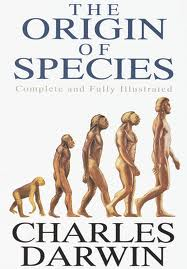 THE
ORIGIN OF
SPECIES
Complete and Fully Illustrated
CHARLES
DARWIN